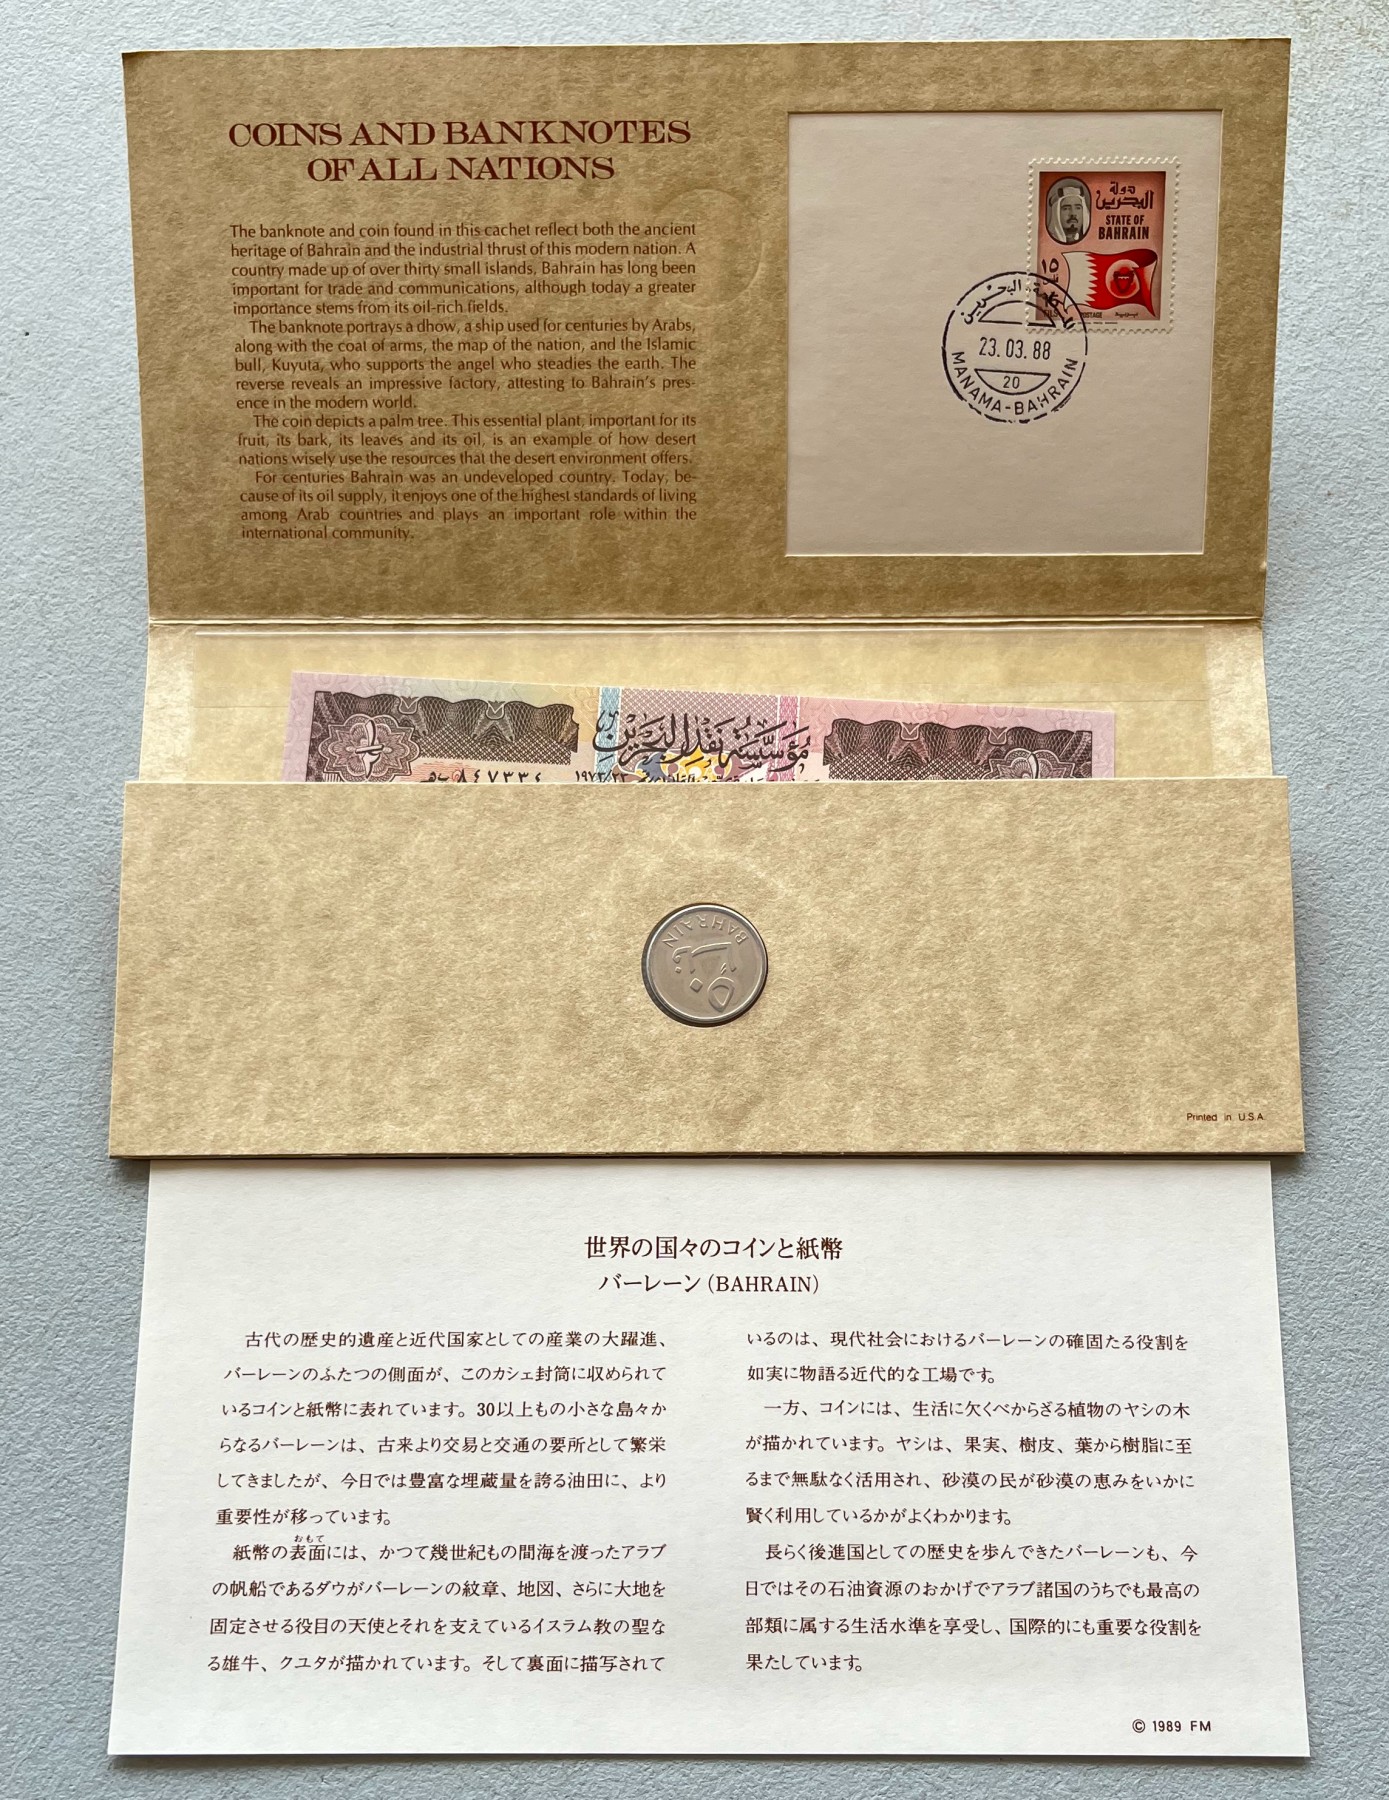 COINS AND BANKNOTES
OF ALL NATIONS
The banknote and coin found in this cachet reflect both the ancient
heritage of Bahrain and the industrial thrust of this modern nation. A
country made up of over thirty small islands, Bahrain has long been
important for trade and communications, although today a greater
importance stems from its oil-rich fields.
The banknote portrays a dhow, a ship used for centuries by Arabs,
along with the coat of arms, the map of the nation, and the Islamic
bull, Kuyuta, who supports the angel who steadies the earth. The
reverse reveals an impressive factory, attesting to Bahrain's pres-
ence in the modern world.
The coin depicts a palm tree. This essential plant, important for its
fruit, its bark, its leaves and its oil, is an example of how desert
nations wisely use the resources that the desert environment offers.
For centuries Bahrain was an undeveloped country. Today, be-
cause of its oil supply, it enjoys one of the highest standards of living
among Arab countries and plays an important role within the
international community.
دولة
البحرين
STATE OF
BAHRAIN
١٥
FILS
POSTAGE
23.03.88
20
MANAMA-BAHRAIN
مؤسسة نقد البحرين
٨٤٧٣٣٤
BAHRAIN
Printed in U.S.A.
世界の国々のコインと紙幣
バーレーン(BAHRAIN)
古代の歴史的遺産と近代国家としての産業の大躍進、
バーレーンのふたつの側面が、このカシェ封筒に収められて
いるコインと紙幣に表れています。30以上もの小さな島々か
らなるバーレーンは、古来より交易と交通の要所として繁栄
してきましたが、今日では豊富な埋蔵量を誇る油田に、より
重要性が移っています。
おもて
紙幣の表面には、かつて幾世紀もの間海を渡ったアラブ
の帆船であるダウがバーレーンの紋章、地図、さらに大地を
固定させる役目の天使とそれを支えているイスラム教の聖な
る雄牛、クユタが描かれています。そして裏面に描写されて
いるのは、現代社会におけるバーレーンの確固たる役割を
如実に物語る近代的な工場です。
一方、コインには、生活に欠くべからざる植物のヤシの木
が描かれています。ヤシは、果実、樹皮、葉から樹脂に至
るまで無駄なく活用され、砂漠の民が砂漠の恵みをいかに
賢く利用しているかがよくわかります。
長らく後進国としての歴史を歩んできたバーレーンも、今
日ではその石油資源のおかげでアラブ諸国のうちでも最高の
部類に属する生活水準を享受し、国際的にも重要な役割を
果たしています。
© 1989 FM